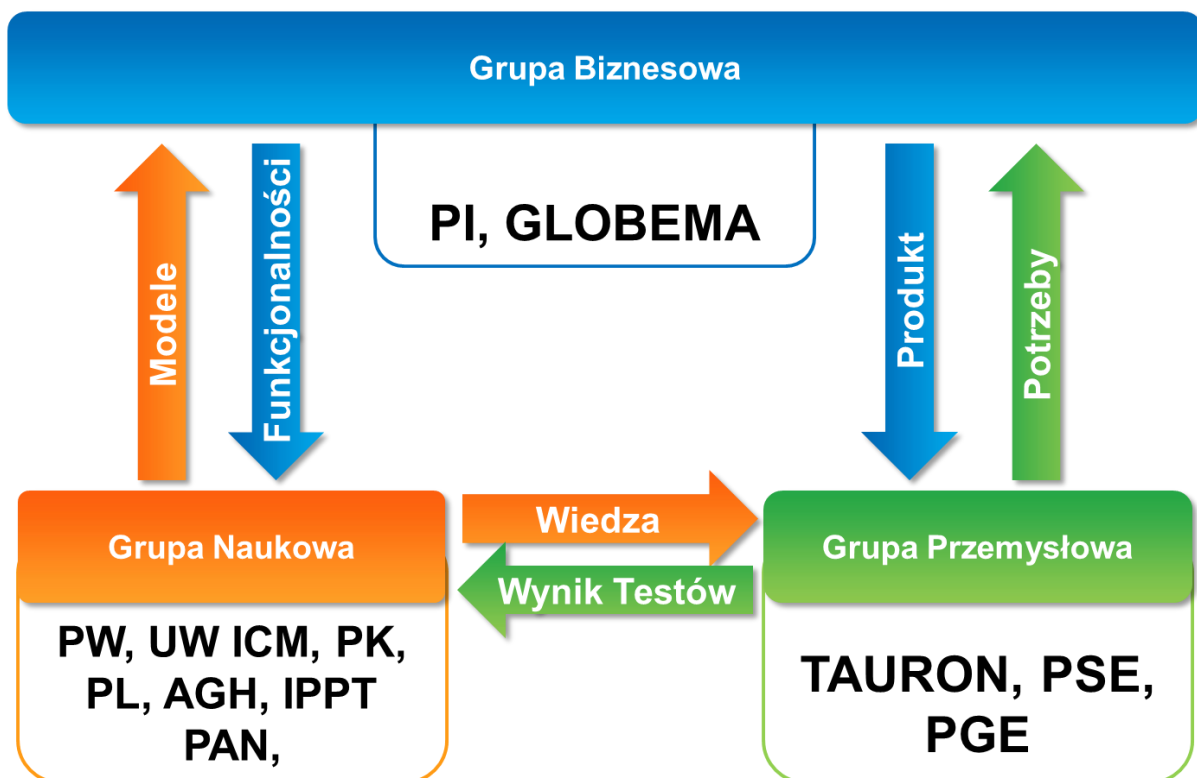 Grupa Biznesowa
PI, GLOBEMA
Modele
Funkcjonalności
Produkt
Potrzeby
Grupa Naukowa
Wiedza
Wynik Testów
Grupa Przemysłowa
PW, UW ICM, PK,
PL, AGH, IPPT
PAN,
TAURON, PSE,
PGE